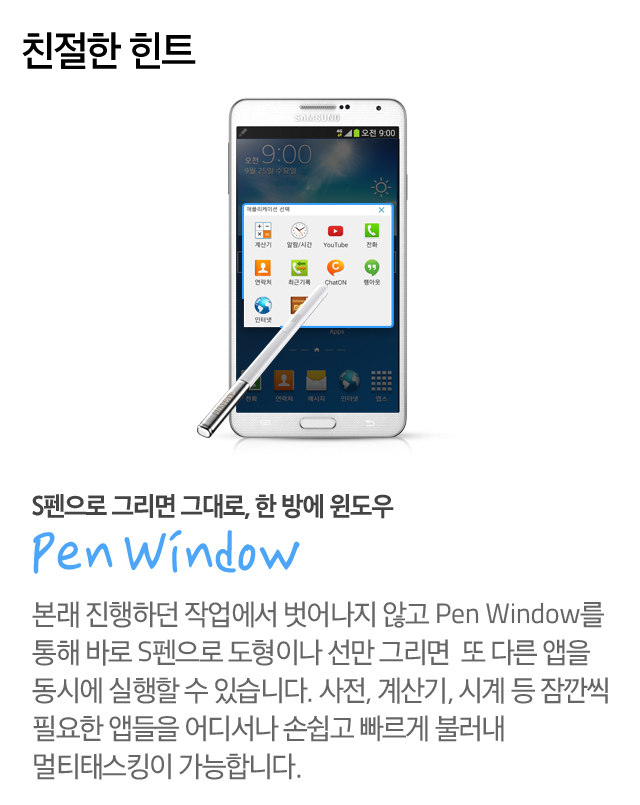 친절한 힌트
SAMSUNG
4G 오전 9:00
오전 9:00
9월 25일 수요일
애플리케이션 선택
계산기 알람/시간 YouTube 전화
연락처 최근기록 ChatON 행아웃
인터넷
Apps
전화 연락처 메시지 인터넷 앱스
SAMSUNG
S펜으로 그리면 그대로, 한 방에 윈도우
Pen Window
본래 진행하던 작업에서 벗어나지 않고 Pen Window를
통해 바로 S펜으로 도형이나 선만 그리면 또 다른 앱을
동시에 실행할 수 있습니다. 사전, 계산기, 시계 등 잠깐씩
필요한 앱들을 어디서나 손쉽고 빠르게 불러내
멀티태스킹이 가능합니다.